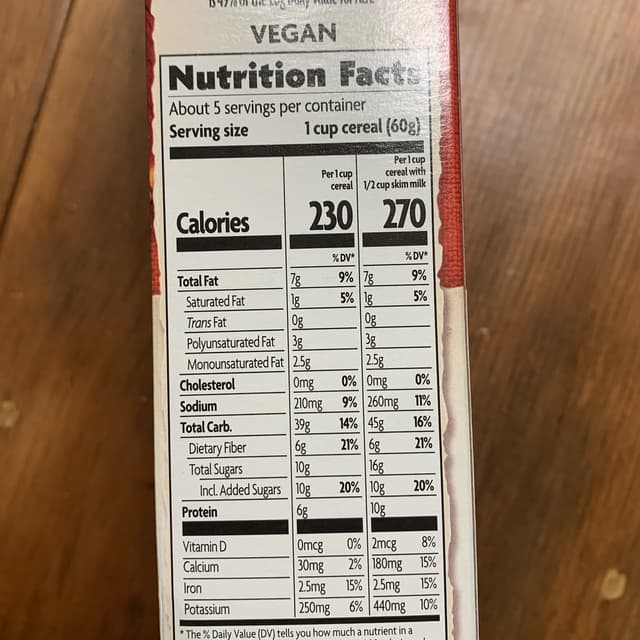 VEGAN
Nutrition Facts
About 5 servings per container
Serving size 1 cup cereal (60g)
Per 1 cup cereal
Per 1 cup cereal with 1/2 cup skim milk
Calories 230 270
% DV* % DV*
Total Fat 7g 9% 7g 9%
Saturated Fat 1g 5% 1g 5%
Trans Fat 0g 0g
Polyunsaturated Fat 3g 3g
Monounsaturated Fat 2.5g 2.5g
Cholesterol 0mg 0% 0mg 0%
Sodium 210mg 9% 260mg 11%
Total Carb. 39g 14% 45g 16%
Dietary Fiber 6g 21% 6g 21%
Total Sugars 10g 16g
Incl. Added Sugars 10g 20% 10g 20%
Protein 6g 10g
Vitamin D 0mcg 0% 2mcg 8%
Calcium 30mg 2% 180mg 15%
Iron 2.5mg 15% 2.5mg 15%
Potassium 250mg 6% 440mg 10%
* The % Daily Value (DV) tells you how much a nutrient in a